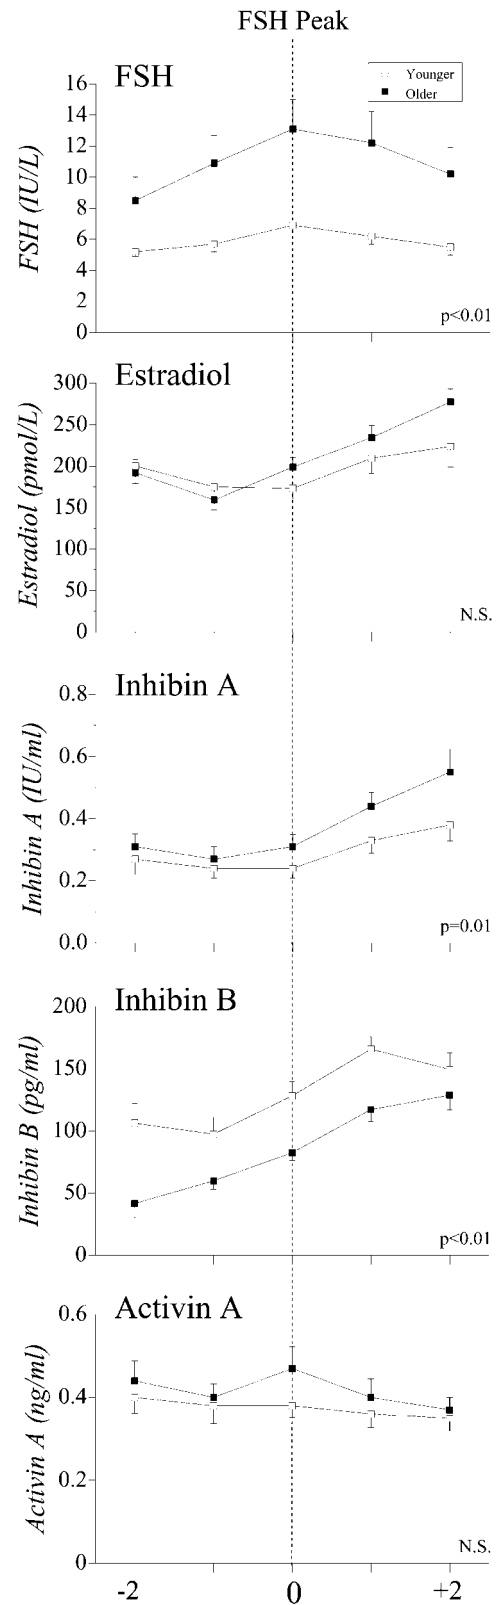 FSH Peak
FSH
Younger
Older
16
14
12
10
8
6
4
2
0
FSH (IU/L)
p<0.01
Estradiol
300
250
200
150
100
50
0
Estradiol (pmol/L)
N.S.
Inhibin A
0.8
0.6
0.4
0.2
0.0
Inhibin A (IU/ml)
p=0.01
Inhibin B
200
150
100
50
0
Inhibin B (pg/ml)
p<0.01
Activin A
0.6
0.4
0.2
0
Activin A (ng/ml)
N.S.
-2 0 +2